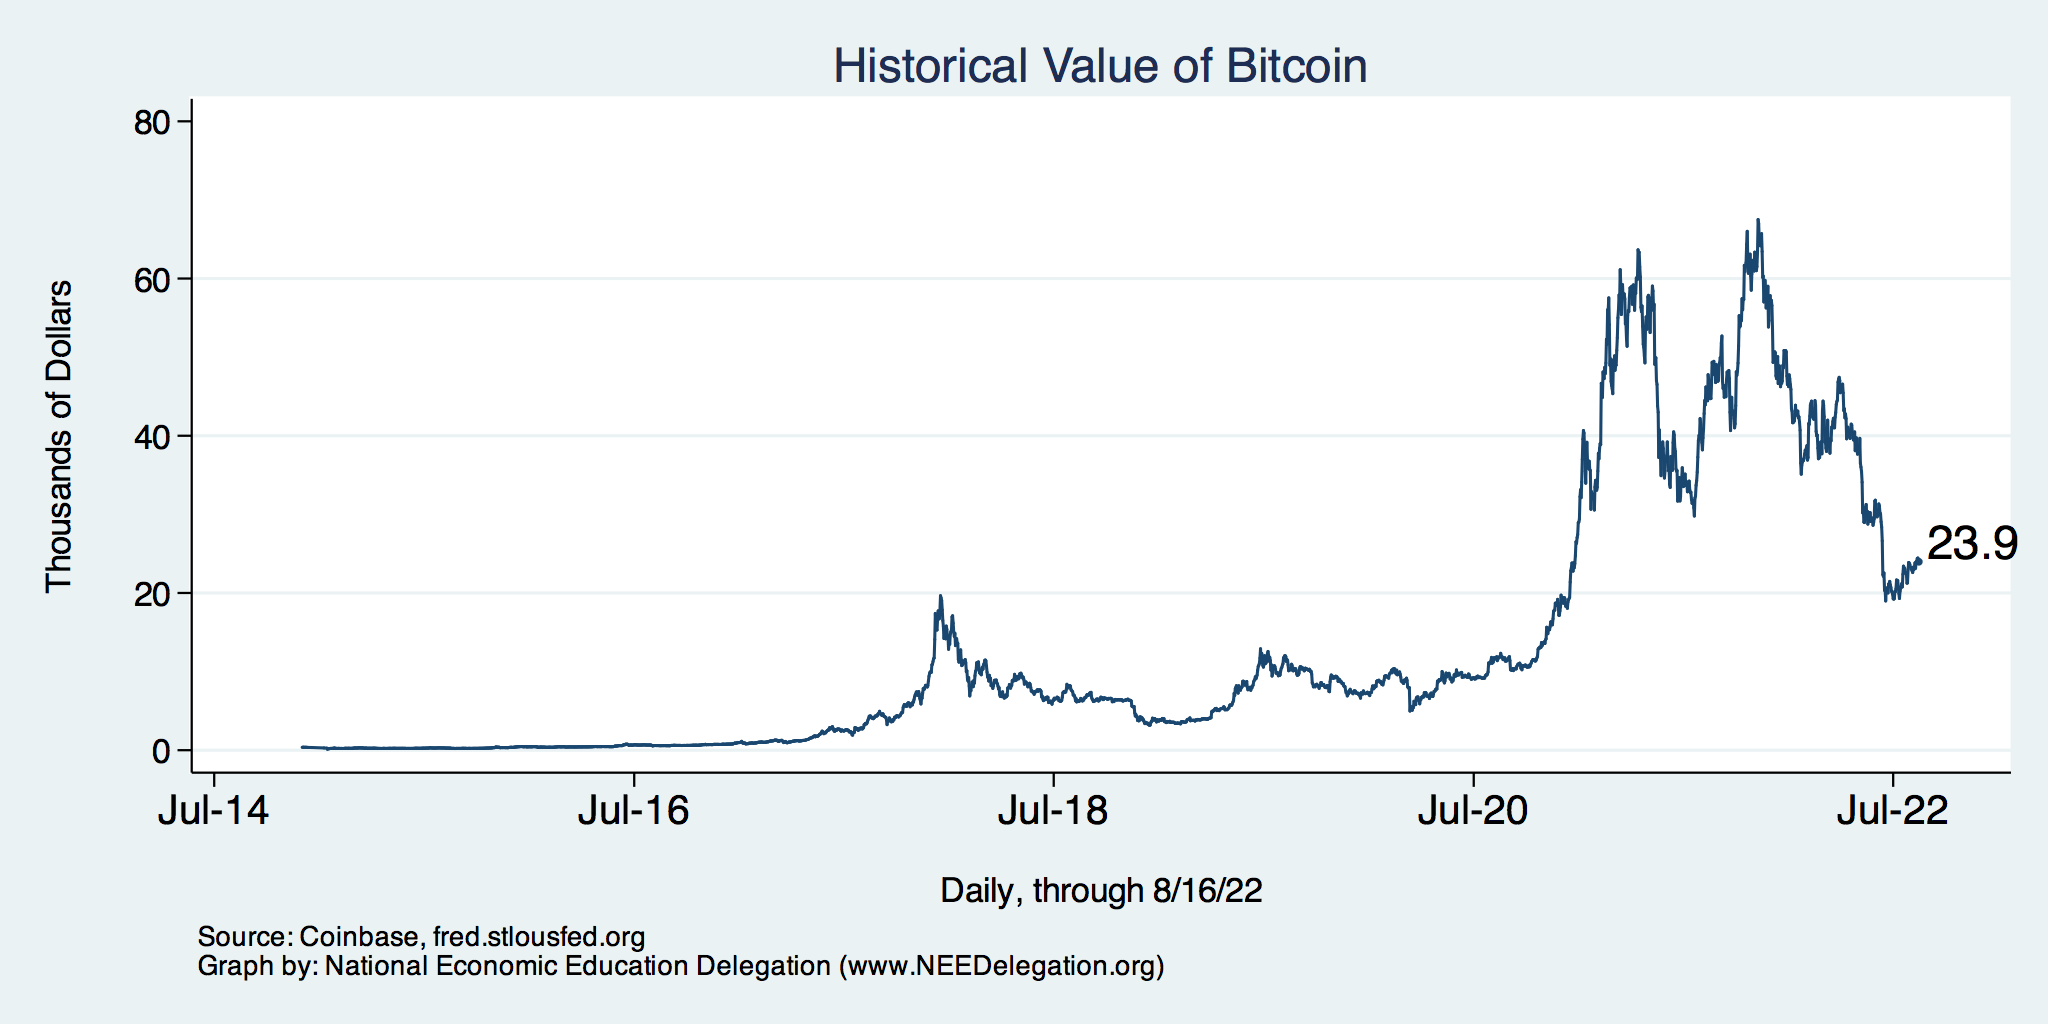 Historical Value of Bitcoin
80
60
40
20
0
Thousands of Dollars
23.9
Jul-14
Jul-16
Jul-18
Jul-20
Jul-22
Daily, through 8/16/22
Source: Coinbase, fred.stlousfed.org
Graph by: National Economic Education Delegation (www.NEEDelegation.org)